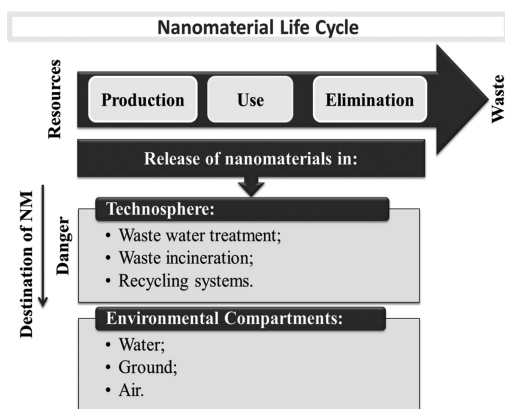 Nanomaterial Life Cycle
Resources
Production
Use
Elimination
Waste
Release of nanomaterials in:
Destination of NM
Danger
Technosphere:
• Waste water treatment;
• Waste incineration;
• Recycling systems.
Environmental Compartments:
• Water;
• Ground;
• Air.